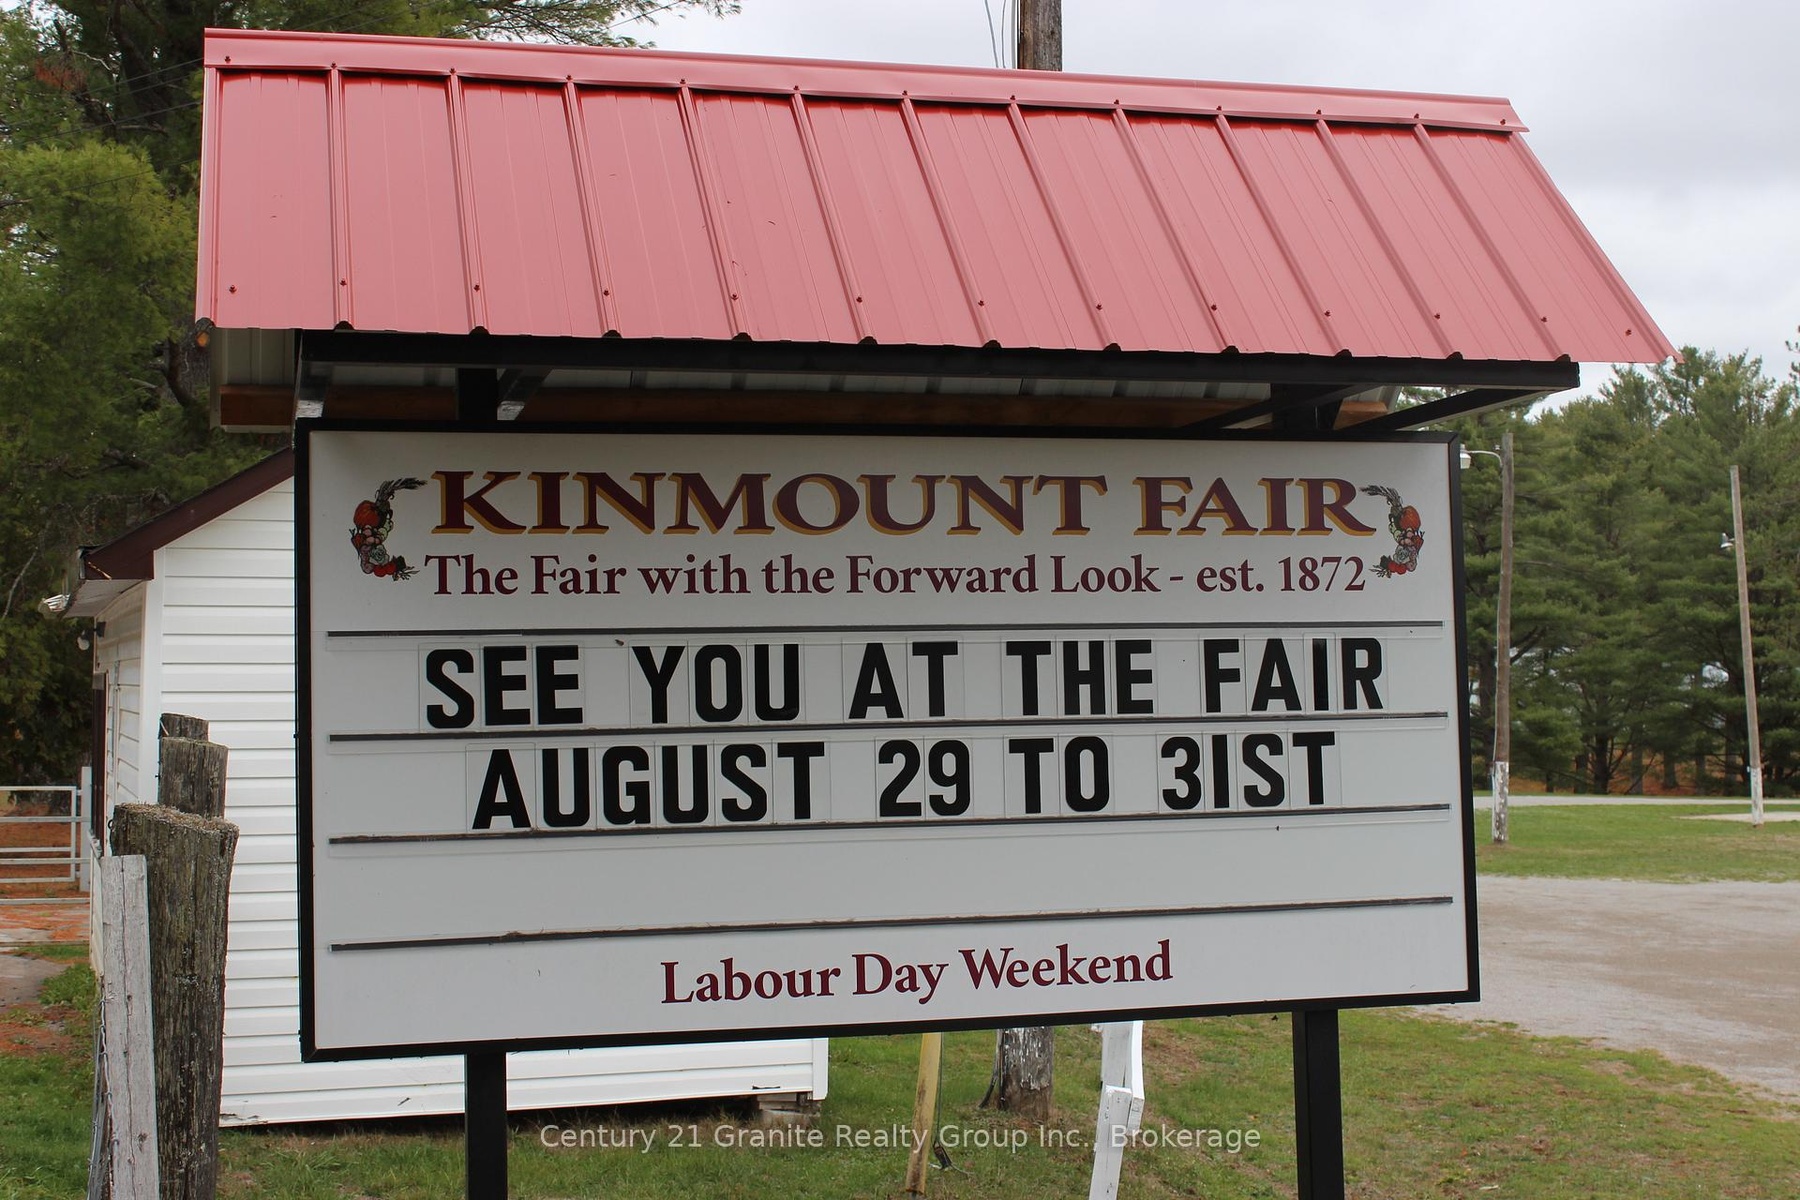 KINMOUNT FAIR
The Fair with the Forward Look - est. 1872
SEE YOU AT THE FAIR
AUGUST 29 TO 31ST
Labour Day Weekend
Century 21 Granite Realty Group Inc., Brokerage